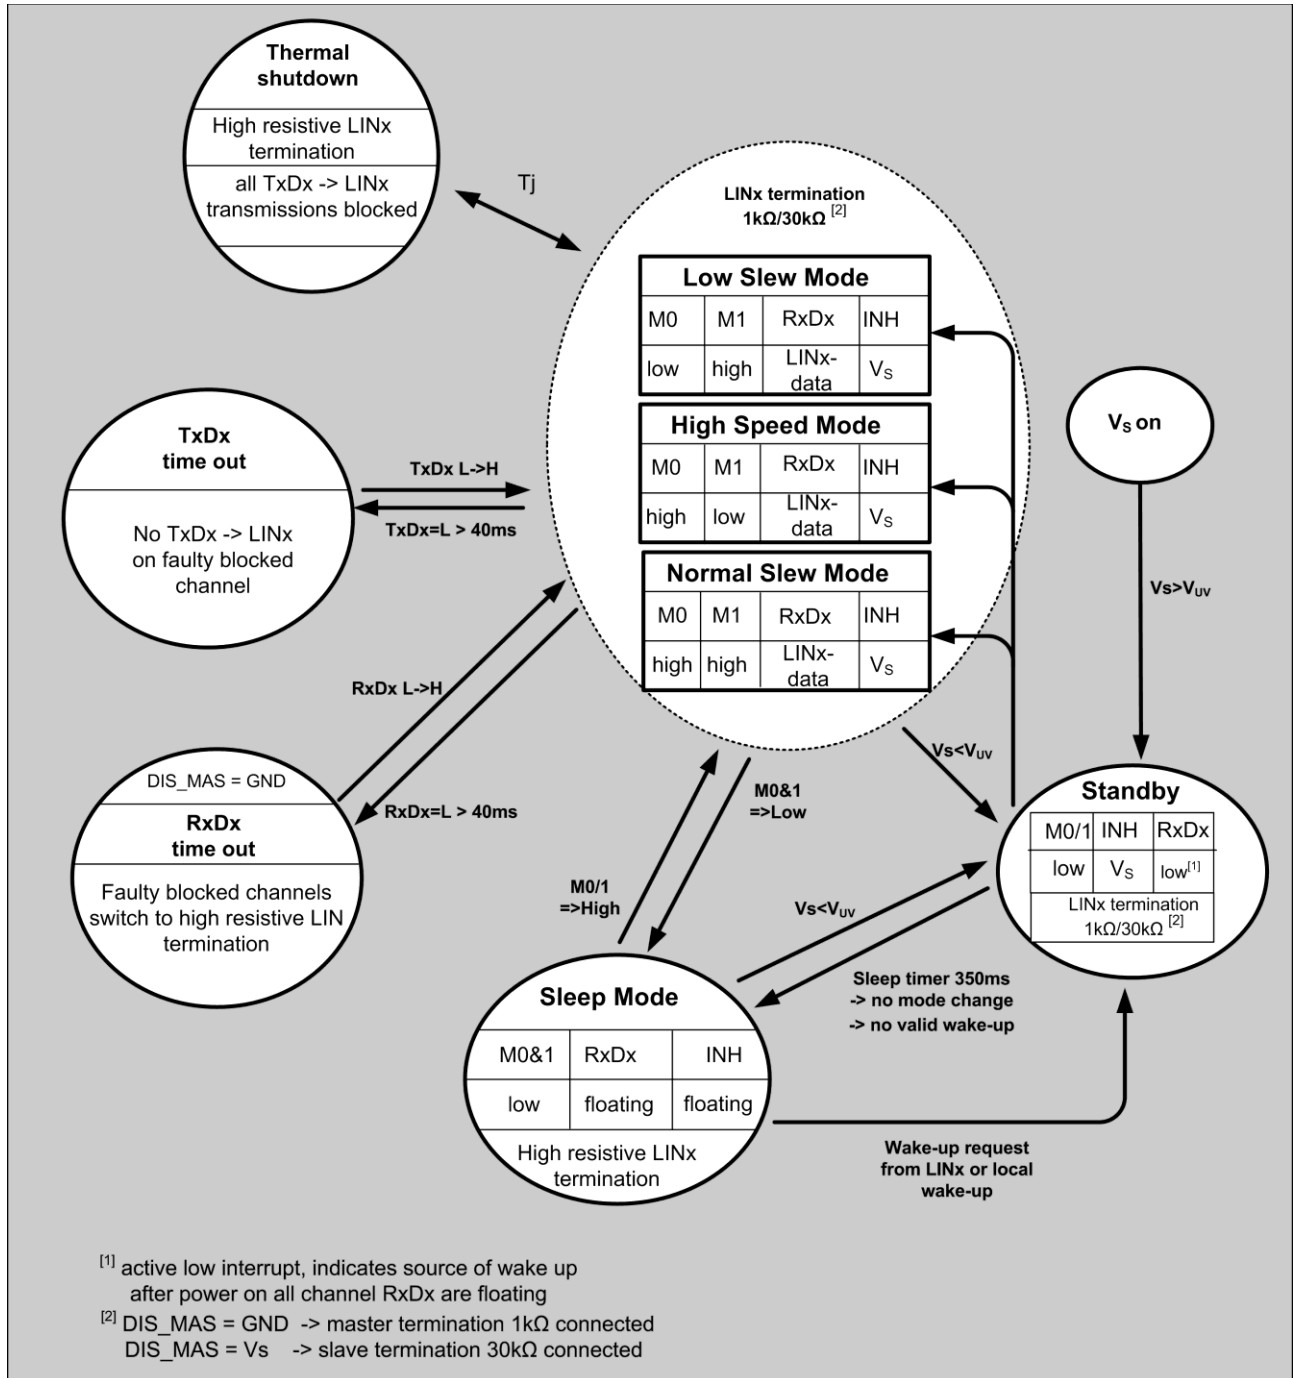 Thermal
shutdown
High resistive LINx
termination
all TxDx -> LINx
transmissions blocked
Tj
LINx termination
1kΩ/30kΩ [2]
Low Slew Mode
M0 M1 RxDx INH
low high LINx-data VS
High Speed Mode
M0 M1 RxDx INH
high low LINx-data VS
Normal Slew Mode
M0 M1 RxDx INH
high high LINx-data VS
VS on
Vs>VUV
TxDx
time out
No TxDx -> LINx
on faulty blocked
channel
TxDx L->H
TxDx=L > 40ms
RxDx L->H
RxDx=L > 40ms
DIS_MAS = GND
RxDx
time out
Faulty blocked channels
switch to high resistive LIN
termination
M0/1
=>High
M0&1
=>Low
Vs<VUV
Vs<VUV
Standby
M0/1 INH RxDx
low VS low[1]
LINx termination
1kΩ/30kΩ [2]
Sleep timer 350ms
-> no mode change
-> no valid wake-up
Sleep Mode
M0&1 RxDx INH
low floating floating
High resistive LINx
termination
Wake-up request
from LINx or local
wake-up
[1] active low interrupt, indicates source of wake up
after power on all channel RxDx are floating
[2] DIS_MAS = GND -> master termination 1kΩ connected
DIS_MAS = Vs -> slave termination 30kΩ connected